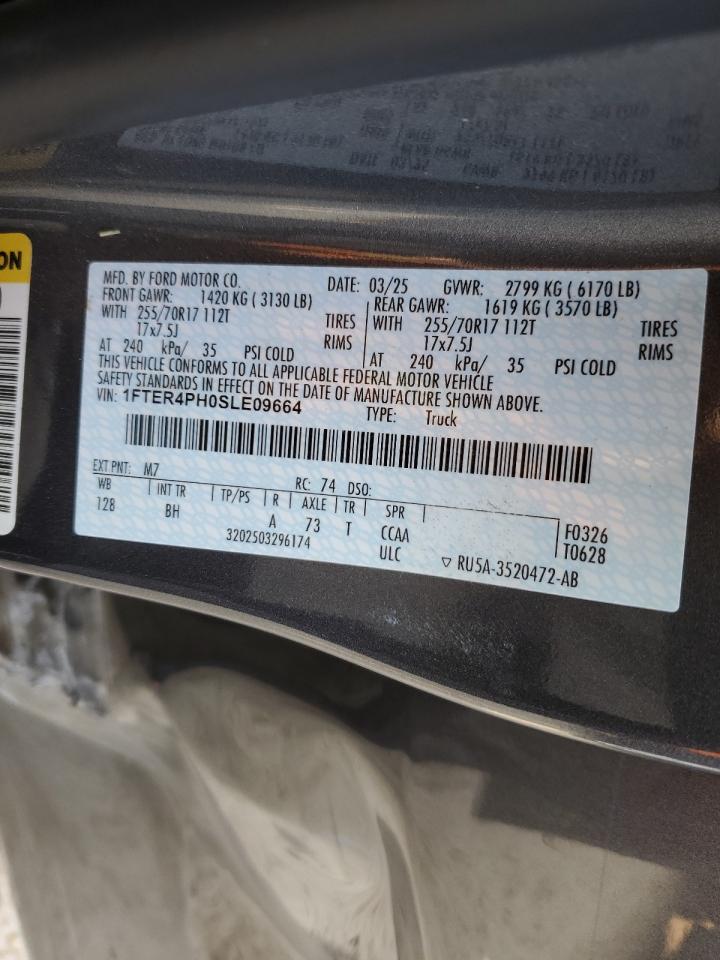 ON
MFD. BY FORD MOTOR CO. DATE: 03/25 GVWR: 2799 KG ( 6170 LB)
FRONT GAWR: 1420 KG ( 3130 LB) REAR GAWR: 1619 KG ( 3570 LB)
WITH 255/70R17 112T TIRES WITH 255/70R17 112T TIRES
17x7.5J RIMS 17x7.5J RIMS
AT 240 kPa/ 35 PSI COLD AT 240 kPa/ 35 PSI COLD
THIS VEHICLE CONFORMS TO ALL APPLICABLE FEDERAL MOTOR VEHICLE
SAFETY STANDARDS IN EFFECT ON THE DATE OF MANUFACTURE SHOWN ABOVE.
VIN: 1FTER4PH0SLE09664 TYPE: Truck
EXT PNT: M7 RC: 74 DSO:
WB INT TR TP/PS R AXLE TR SPR
128 BH A 73 T CCAA F0326
3202503296174 ULC T0628
▽ RU5A-3520472-AB